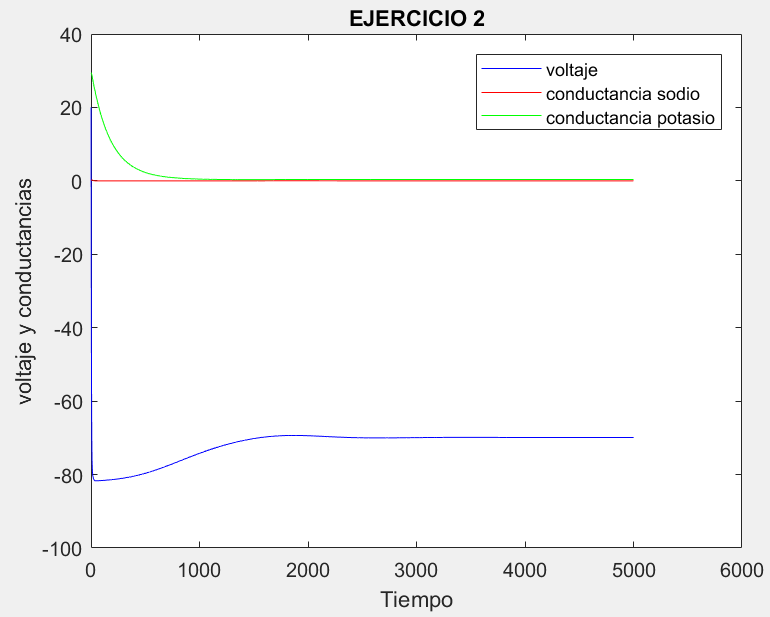 EJERCICIO 2
voltaje
conductancia sodio
conductancia potasio
40
20
0
-20
-40
-60
-80
-100
voltaje y conductancias
0 1000 2000 3000 4000 5000 6000
Tiempo